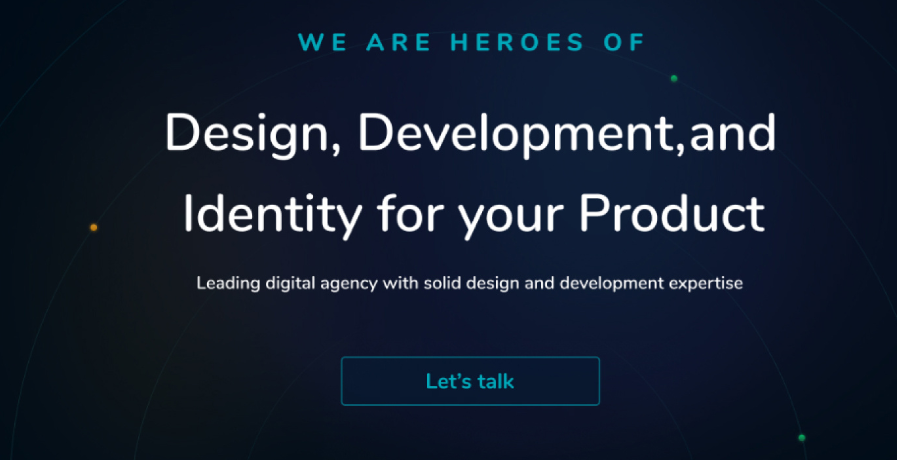 WE ARE HEROES OF
Design, Development,and
Identity for your Product
Leading digital agency with solid design and development expertise
Let’s talk